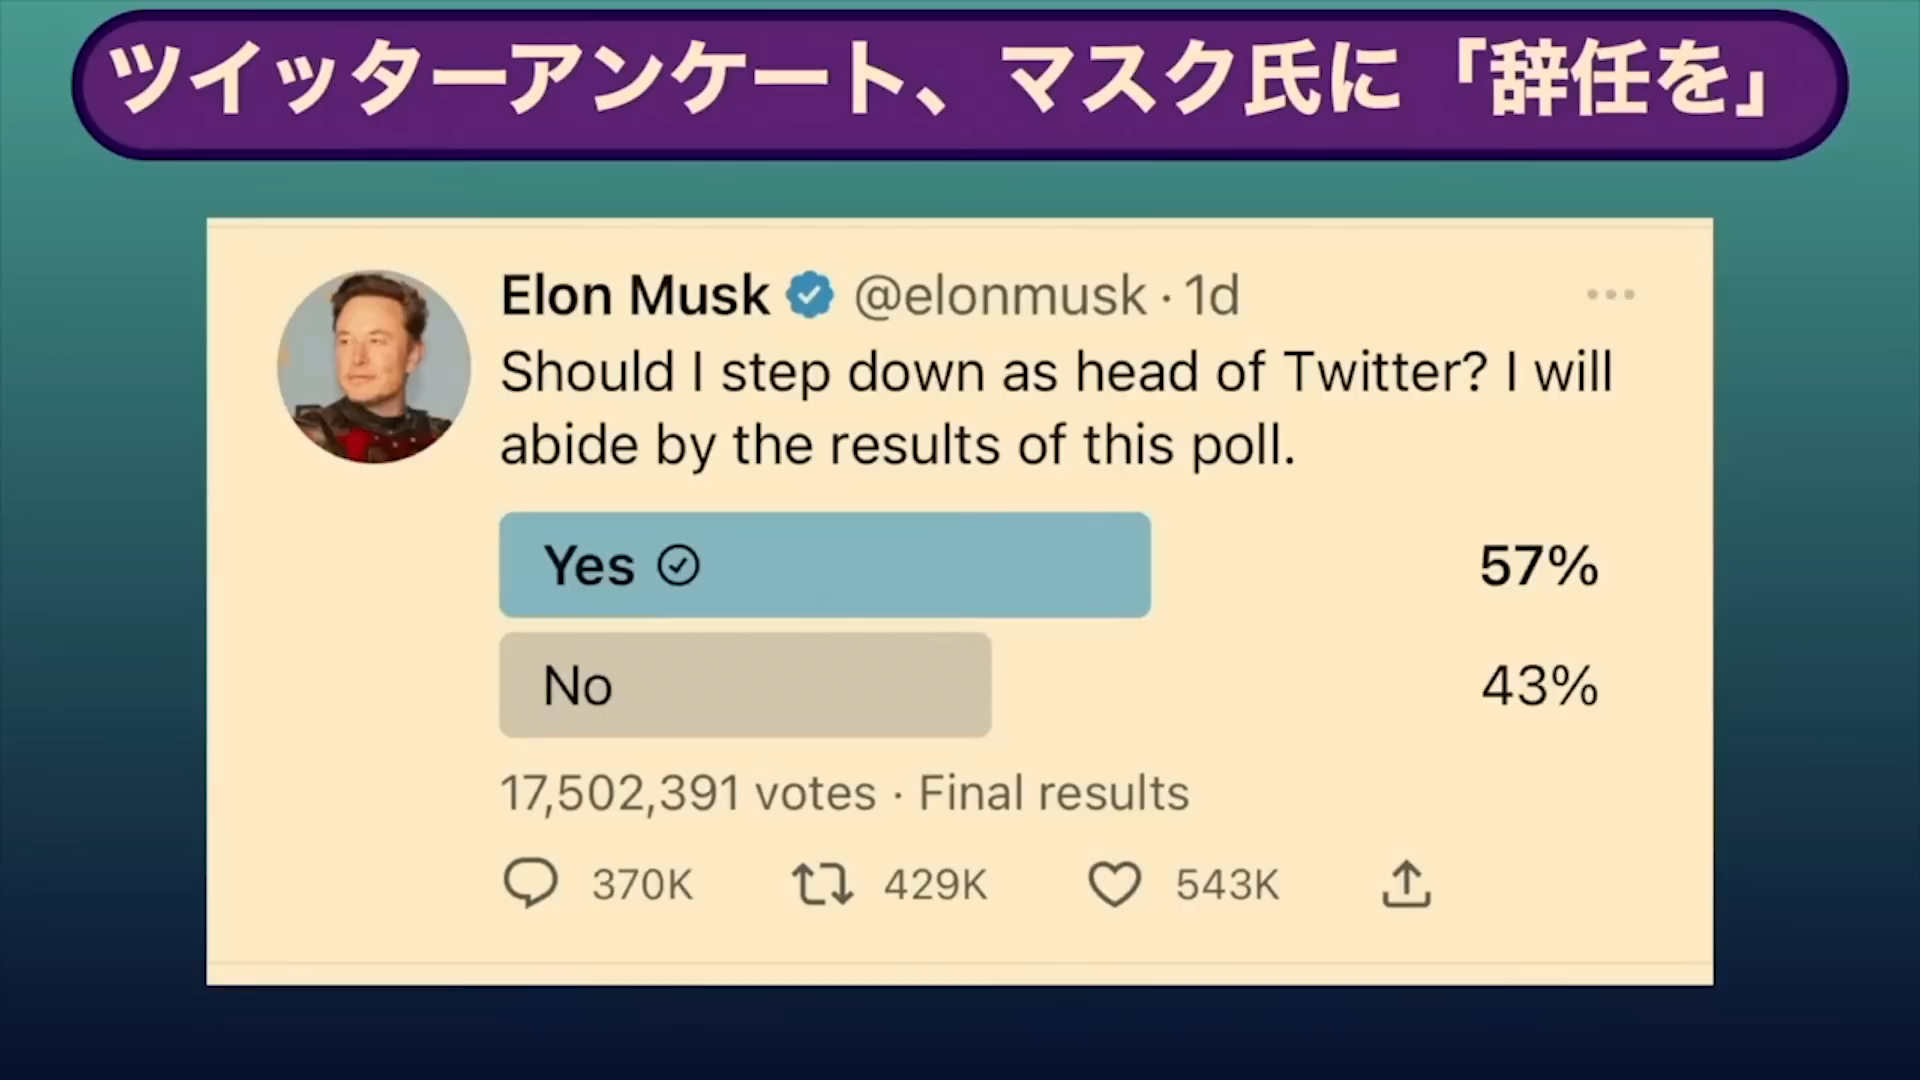 ツイッターアンケート、マスク氏に「辞任を」
Elon Musk @elonmusk · 1d
Should I step down as head of Twitter? I will
abide by the results of this poll.
Yes 57%
No 43%
17,502,391 votes · Final results
370K 429K 543K